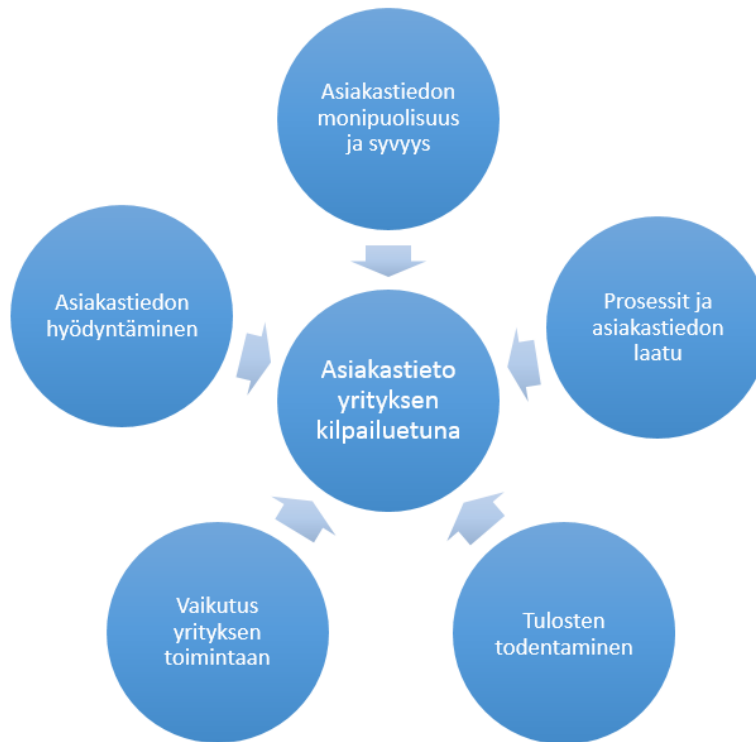 Asiakastiedon
monipuolisuus
ja syvyys
Asiakastiedon
hyödyntäminen
Prosessit ja
asiakastiedon
laatu
Asiakastieto
yrityksen
kilpailuetuna
Vaikutus
yrityksen
toimintaan
Tulosten
todentaminen